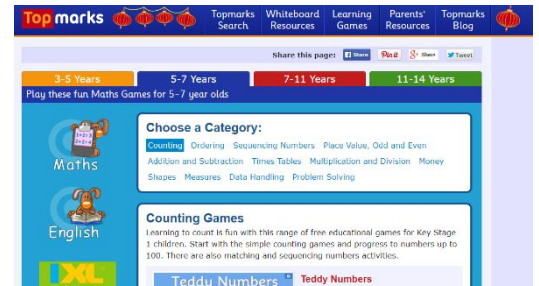 Topmarks
Topmarks Search
Whiteboard Resources
Learning Games
Parents' Resources
Topmarks Blog
Share this page:
Share
Pin it
Share
Tweet
3-5 Years
5-7 Years
7-11 Years
11-14 Years
Play these fun Maths Games for 5-7 year olds
Maths
English
IXL
Choose a Category:
Counting Ordering Sequencing Numbers Place Value, Odd and Even
Addition and Subtraction Times Tables Multiplication and Division Money
Shapes Measures Data Handling Problem Solving
Counting Games
Learning to count is fun with this range of free educational games for Key Stage
1 children. Start with the simple counting games and progress to numbers up to
100. There are also matching and sequencing numbers activities.
Teddy Numbers
Teddy Numbers